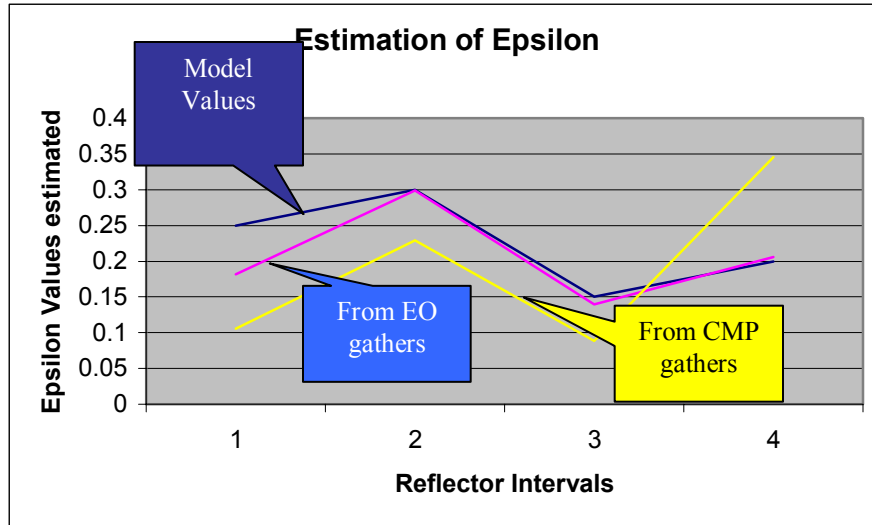 Estimation of Epsilon
Model
Values
Epsilon Values estimated
0.4
0.35
0.3
0.25
0.2
0.15
0.1
0.05
0
From EO
gathers
From CMP
gathers
1 2 3 4
Reflector Intervals